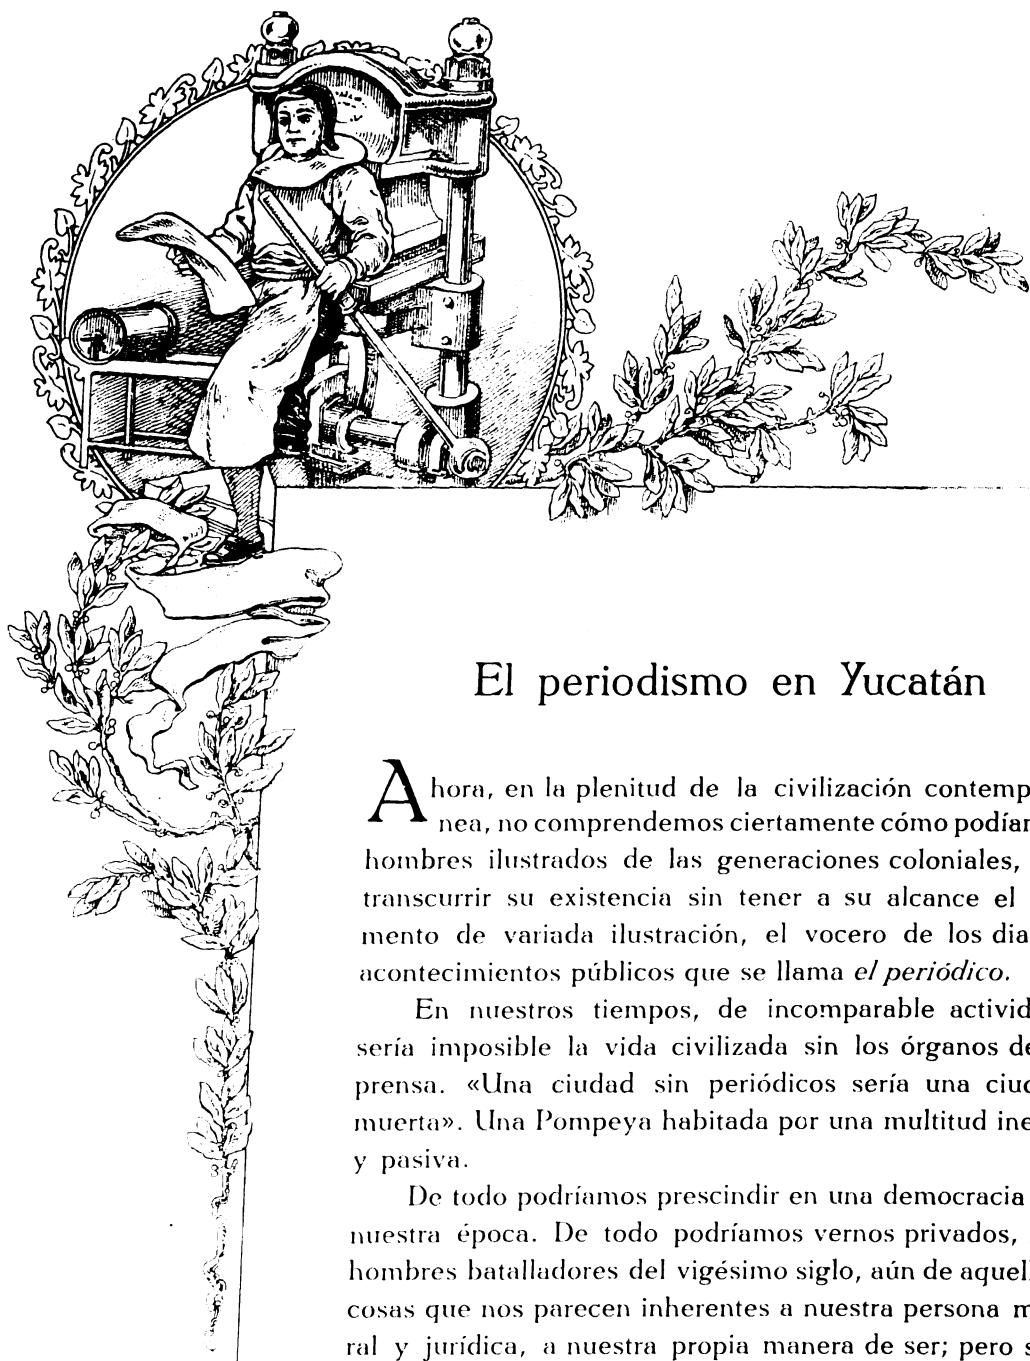 El periodismo en Yucatán
Ahora, en la plenitud de la civilización contemp
nea, no comprendemos ciertamente cómo podían
hombres ilustrados de las generaciones coloniales,
transcurrir su existencia sin tener a su alcance el
mento de variada ilustración, el vocero de los dia
acontecimientos públicos que se llama el periódico.
En nuestros tiempos, de incomparable activid
sería imposible la vida civilizada sin los órganos de
prensa. «Una ciudad sin periódicos sería una ciud
muerta». Una Pompeya habitada por una multitud ine
y pasiva.
De todo podríamos prescindir en una democracia
nuestra época. De todo podríamos vernos privados,
hombres batalladores del vigésimo siglo, aún de aquel
cosas que nos parecen inherentes a nuestra persona m
ral y jurídica, a nuestra propia manera de ser; pero s